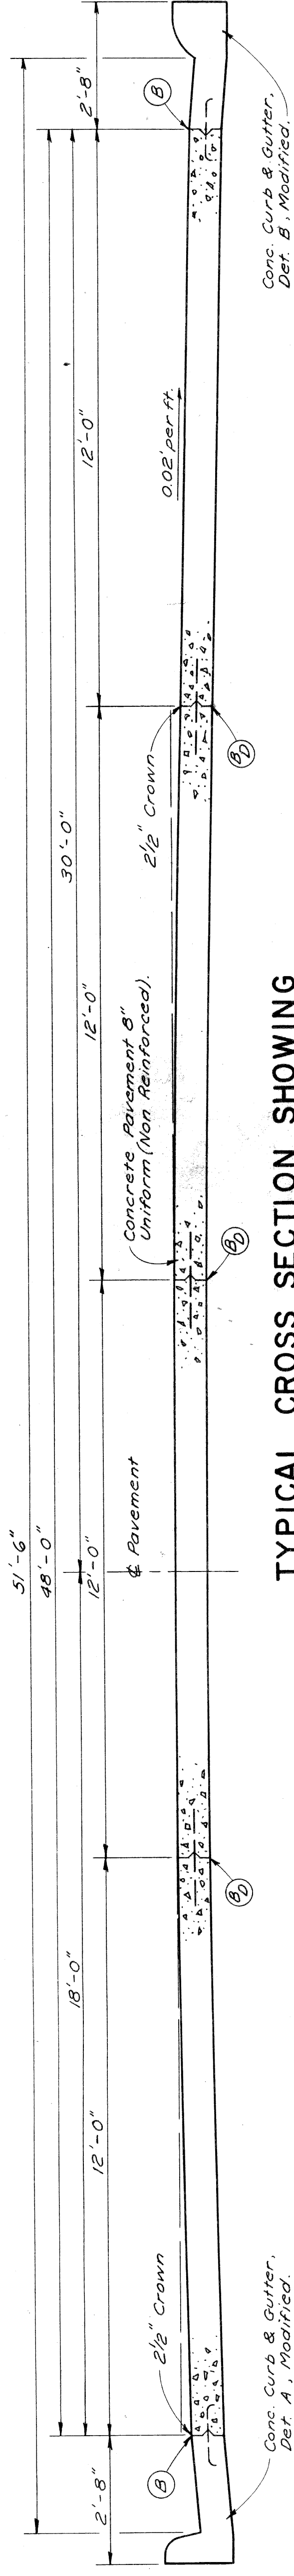 51'-6"
48'-0"
18'-0"
30'-0"
2'-8"
12'-0"
12'-0"
12'-0"
12'-0"
2'-8"
℄ Pavement
B
2½" Crown
Concrete Pavement 8"
Uniform (Non Reinforced).
2½" Crown
0.02' per ft.
B
BD
BD
BD
Conc. Curb & Gutter,
Det. A, Modified.
Conc. Curb & Gutter,
Det. B, Modified.
TYPICAL CROSS SECTION SHOWING